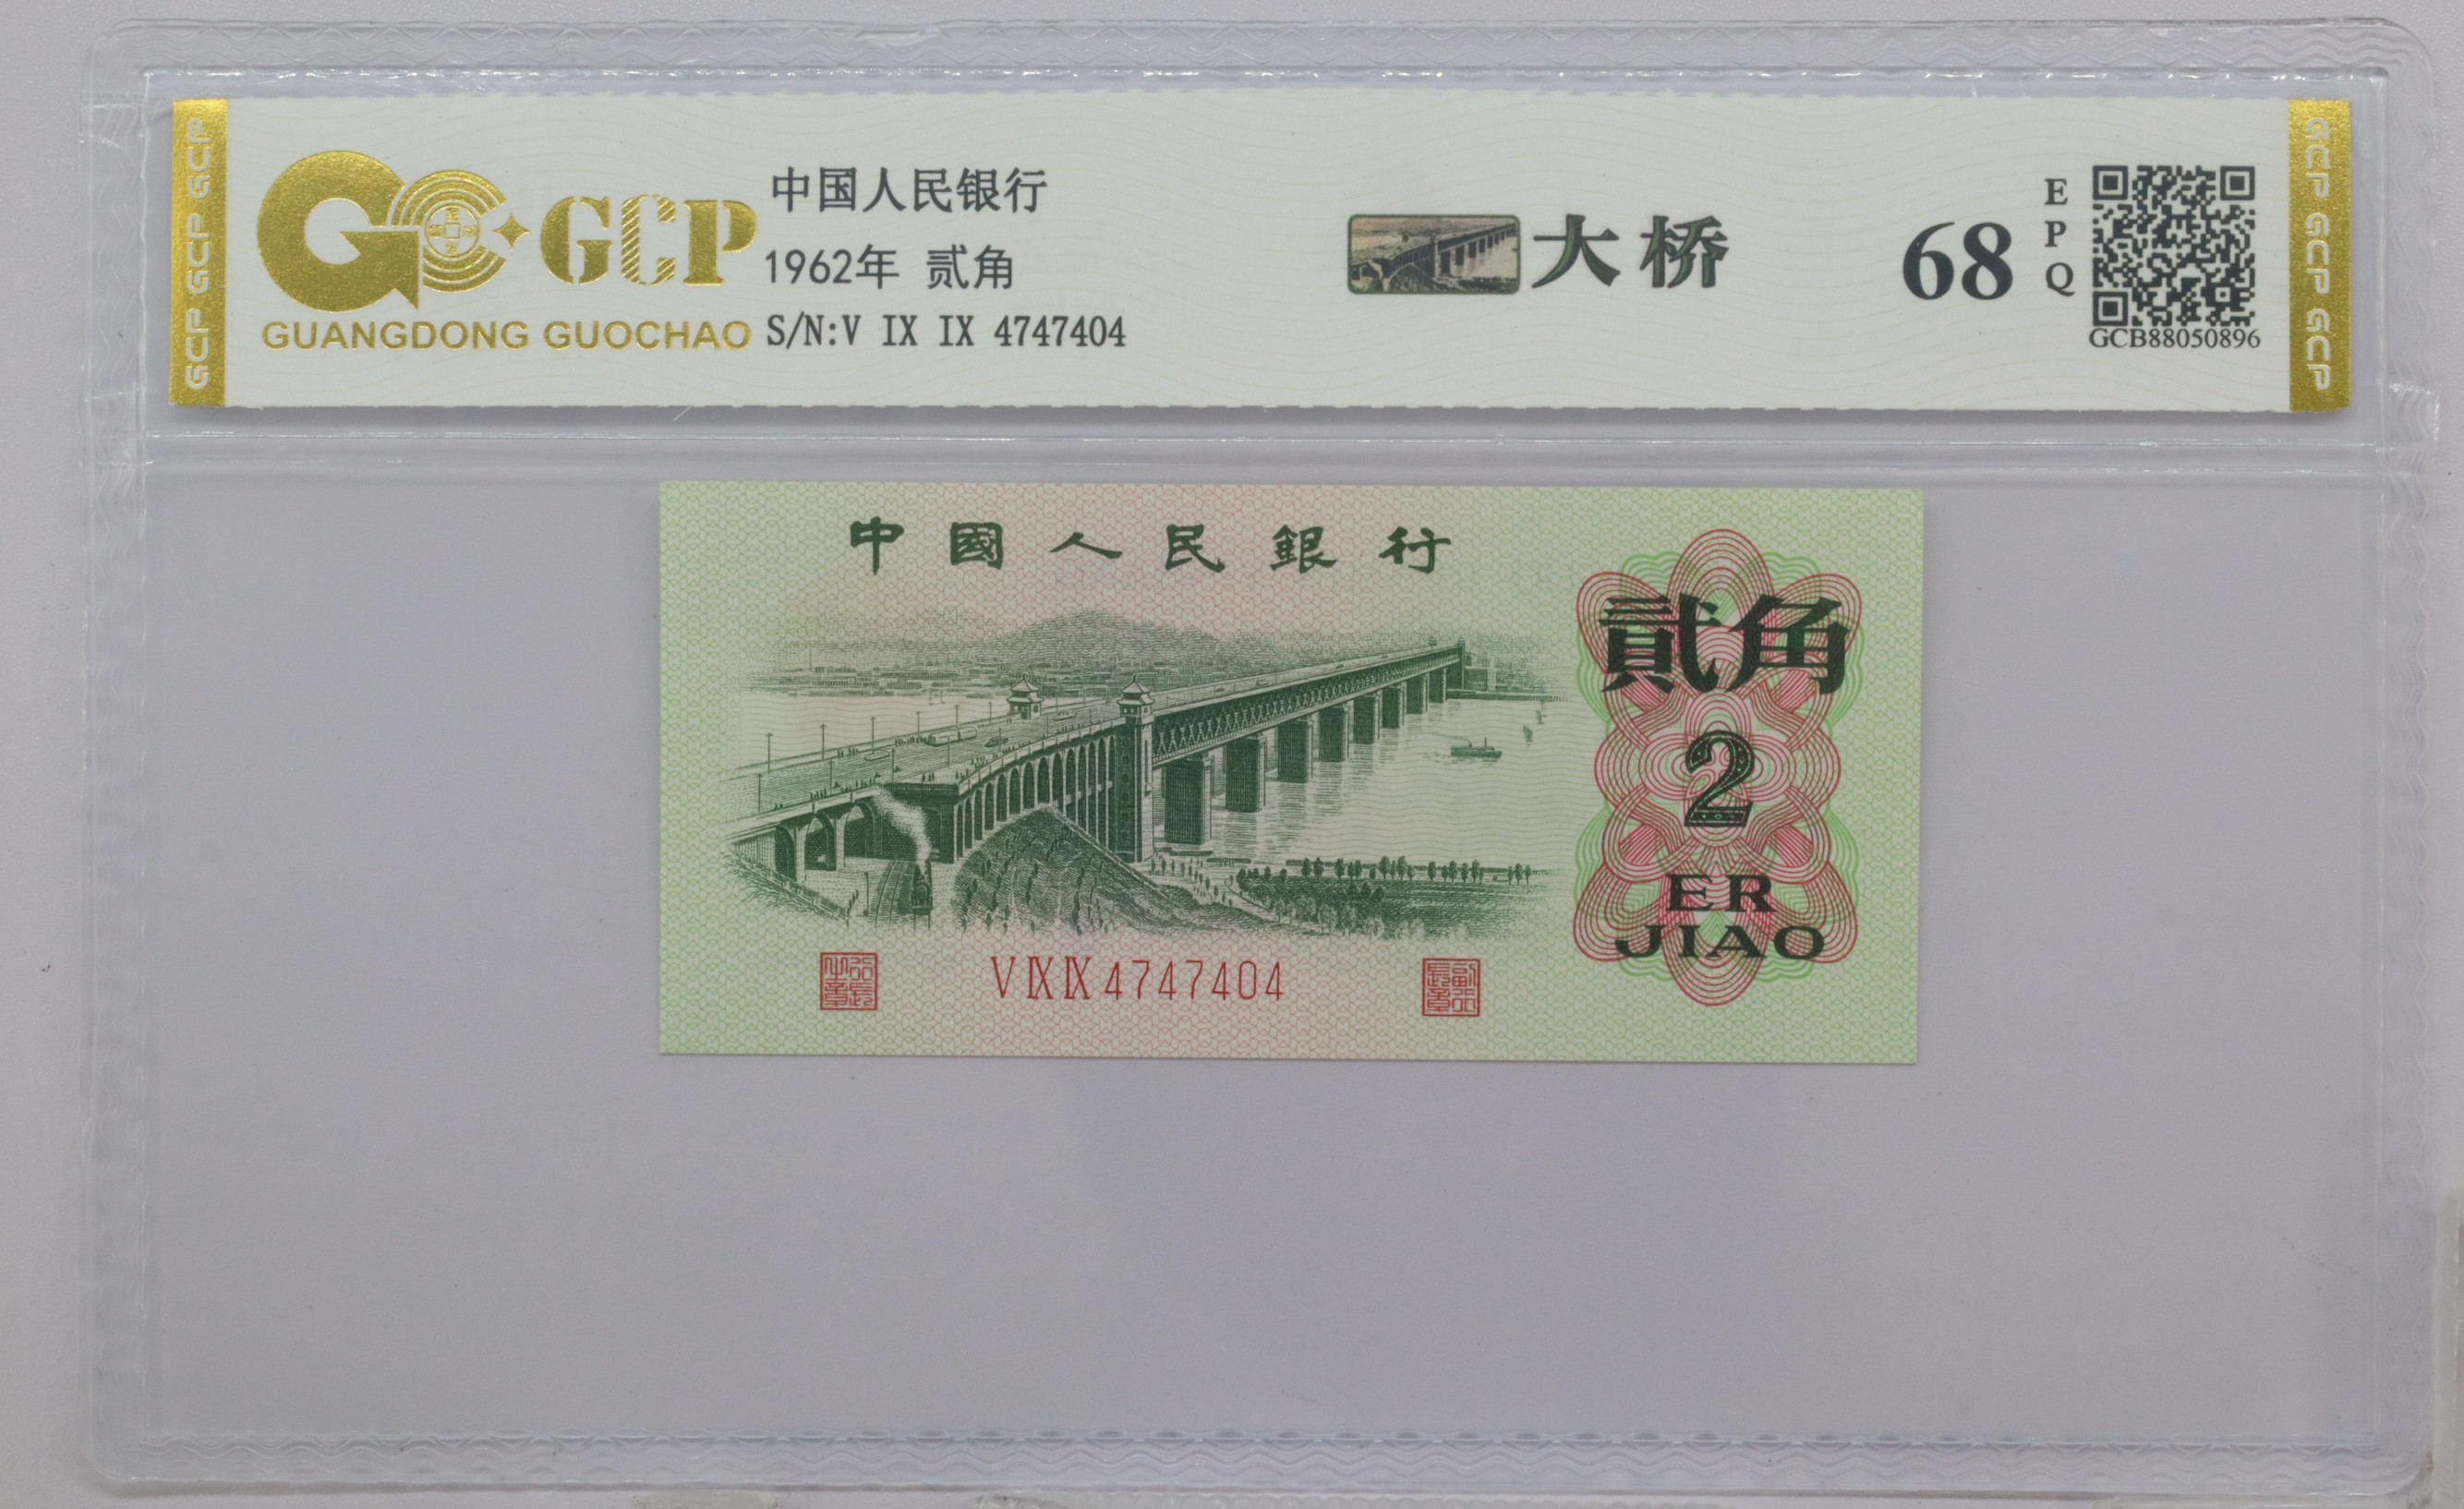 GCP GCP GCP
GCP
GUANGDONG GUOCHAO
中国人民银行
1962年 贰角
S/N:V IX IX 4747404
大桥
68
EPQ
GCB88050896
GCP GCP GCP
中國人民銀行
貳角
2
ER
JIAO
VIXIX4747404